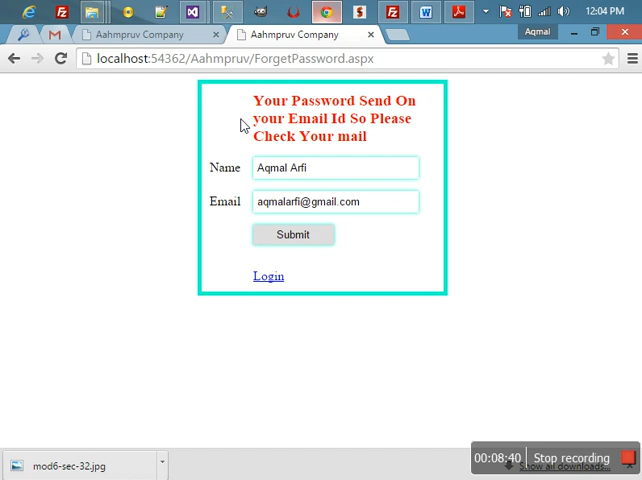 12:04 PM
Aahmpruv Company
Aahmpruv Company
Aqmal
localhost:54362/Aahmpruv/ForgetPassword.aspx
Your Password Send On
your Email Id So Please
Check Your mail
Name
Aqmal Arfi
Email
aqmalarfi@gmail.com
Submit
Login
mod6-sec-32.jpg
00:08:40
Stop recording
Show all downloads...